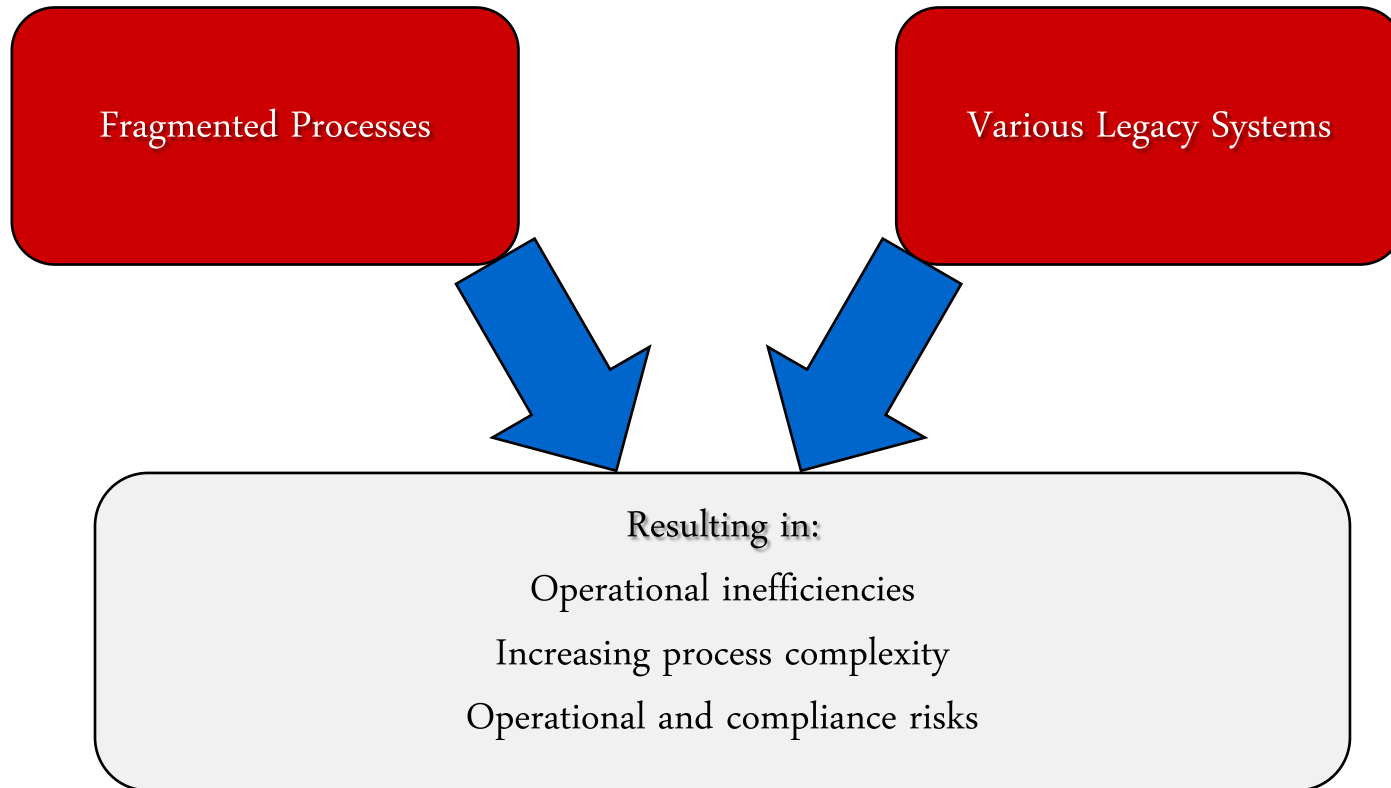 Fragmented Processes
Various Legacy Systems
Resulting in:
Operational inefficiencies
Increasing process complexity
Operational and compliance risks